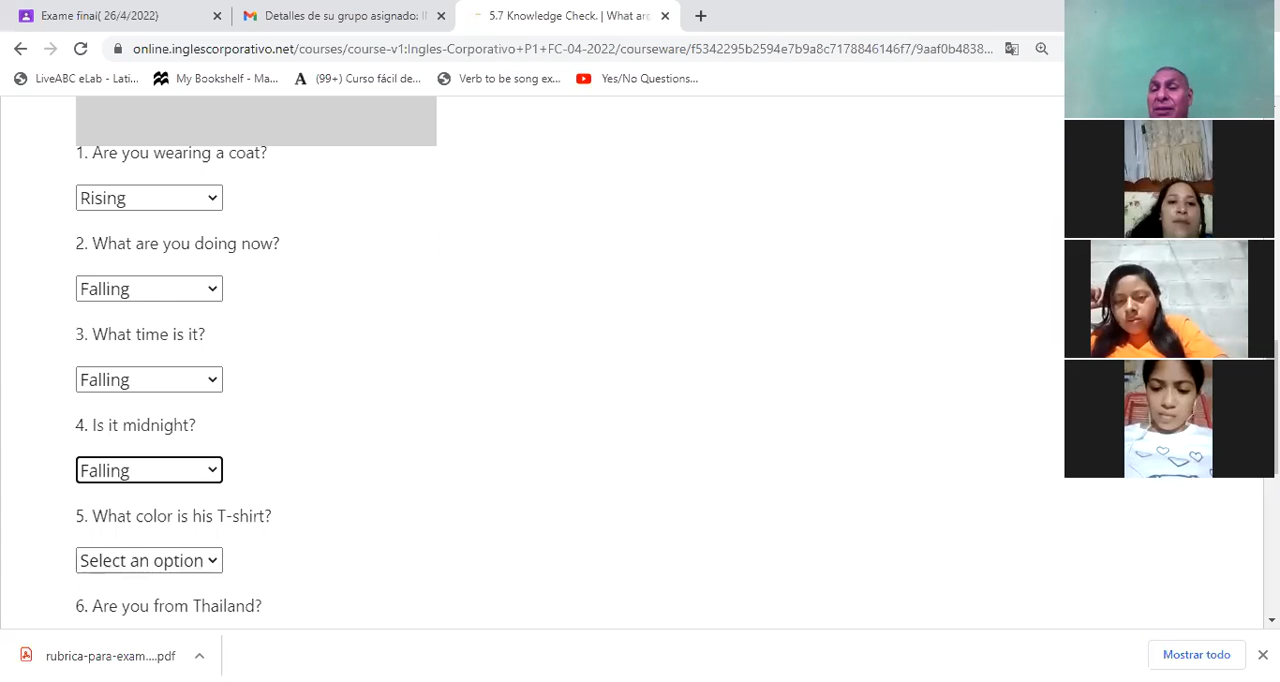 Exame final( 26/4/2022)
Detalles de su grupo asignado: I
5.7 Knowledge Check. | What are
online.inglescorporativo.net/courses/course-v1:Ingles-Corporativo+P1+FC-04-2022/courseware/f5342295b2594e7b9a8c7178846146f7/9aaf0b4838...
LiveABC eLab - Lati...
My Bookshelf - Ma...
(99+) Curso fácil de...
Verb to be song ex...
Yes/No Questions...
1. Are you wearing a coat?
Rising
2. What are you doing now?
Falling
3. What time is it?
Falling
4. Is it midnight?
Falling
5. What color is his T-shirt?
Select an option
6. Are you from Thailand?
rubrica-para-exam....pdf
Mostrar todo